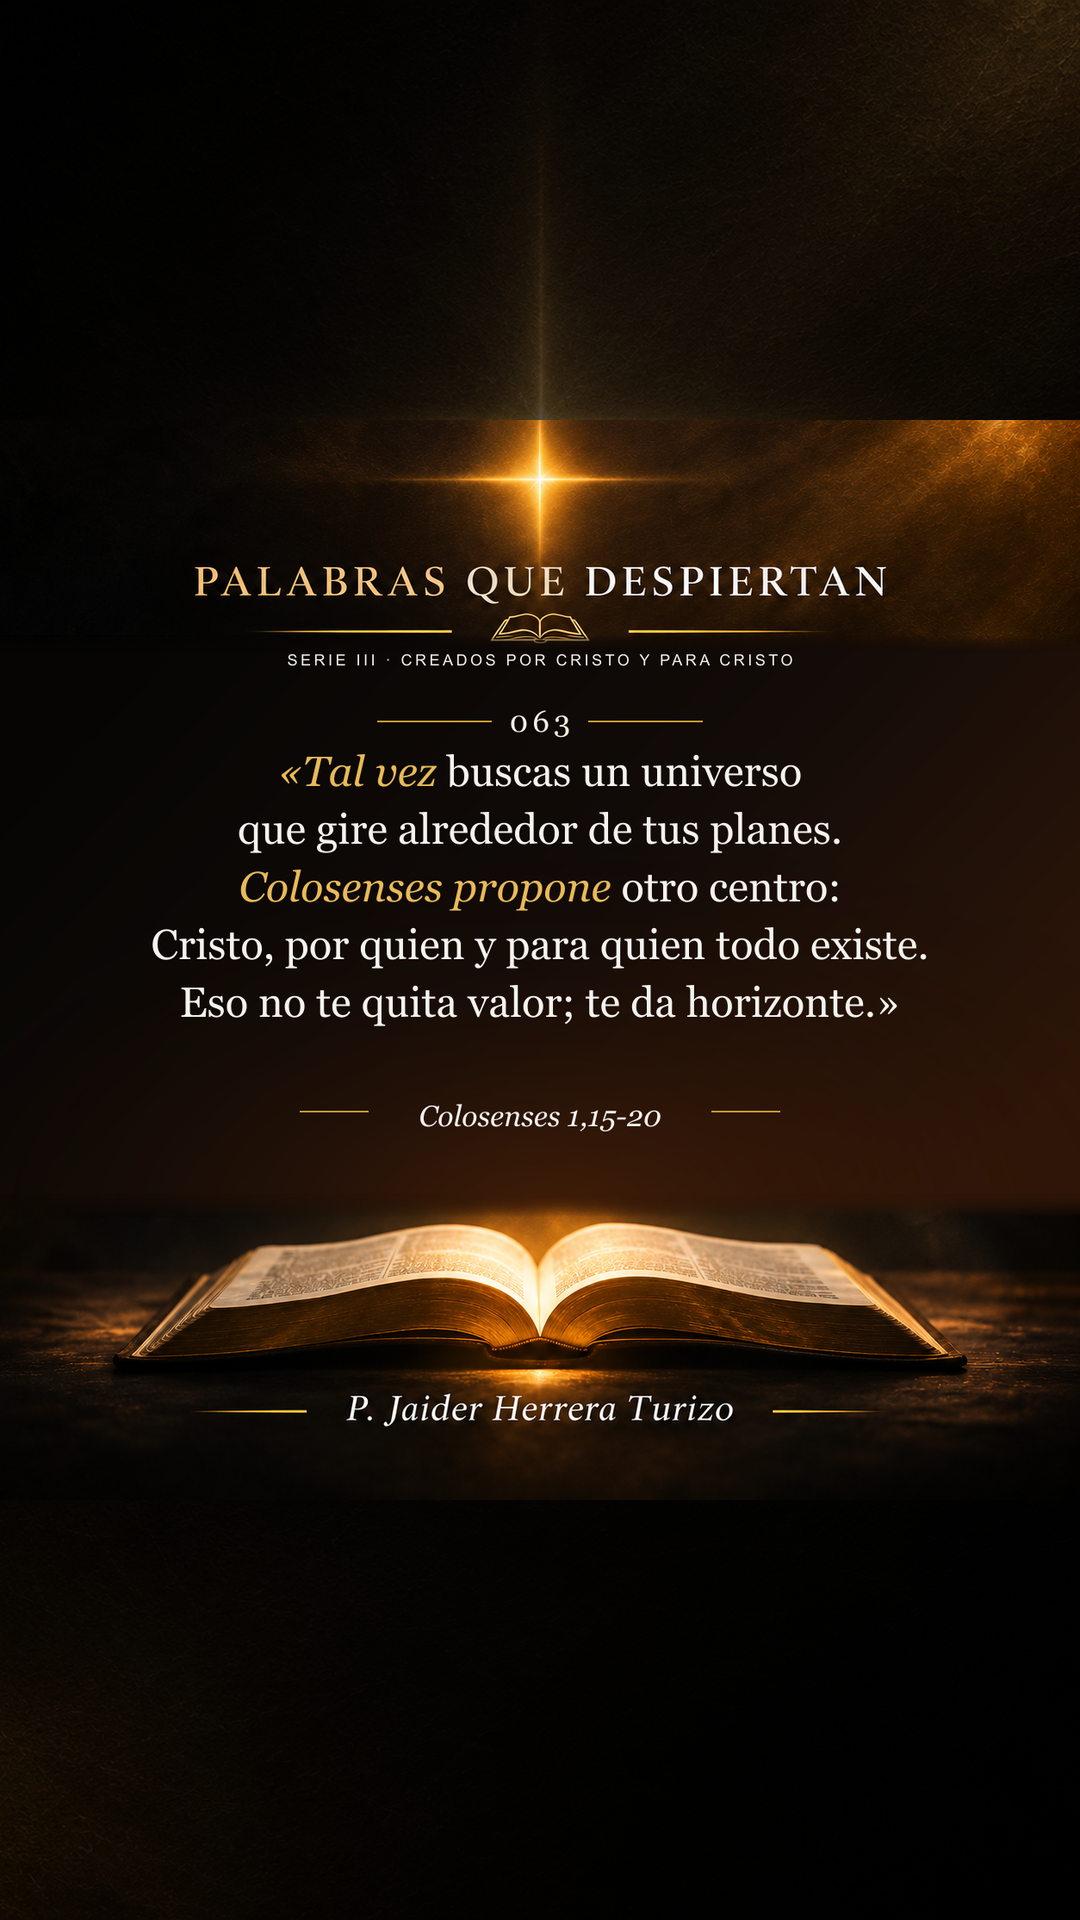 PALABRAS QUE DESPIERTAN
SERIE III · CREADOS POR CRISTO Y PARA CRISTO
063
«Tal vez buscas un universo
que gire alrededor de tus planes.
Colosenses propone otro centro:
Cristo, por quien y para quien todo existe.
Eso no te quita valor; te da horizonte.»
Colosenses 1,15-20
P. Jaider Herrera Turizo